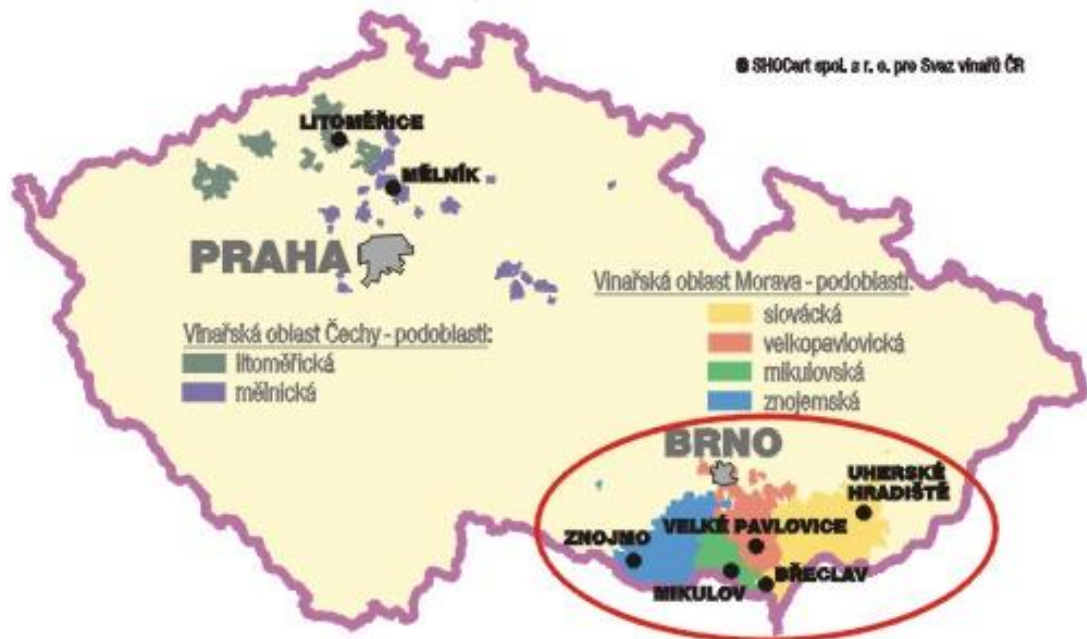 © SHOCart spol. s r. o. pro Svaz vinařů ČR
LITOMĚŘICE
MĚLNÍK
PRAHA
Vinařská oblast Čechy - podoblasti:
litoměřická
mělnická
Vinařská oblast Morava - podoblasti:
slovácká
velkopavlovická
mikulovská
znojemská
BRNO
UHERSKÉ
HRADIŠTĚ
ZNOJMO
VELKÉ PAVLOVICE
MIKULOV
BŘECLAV